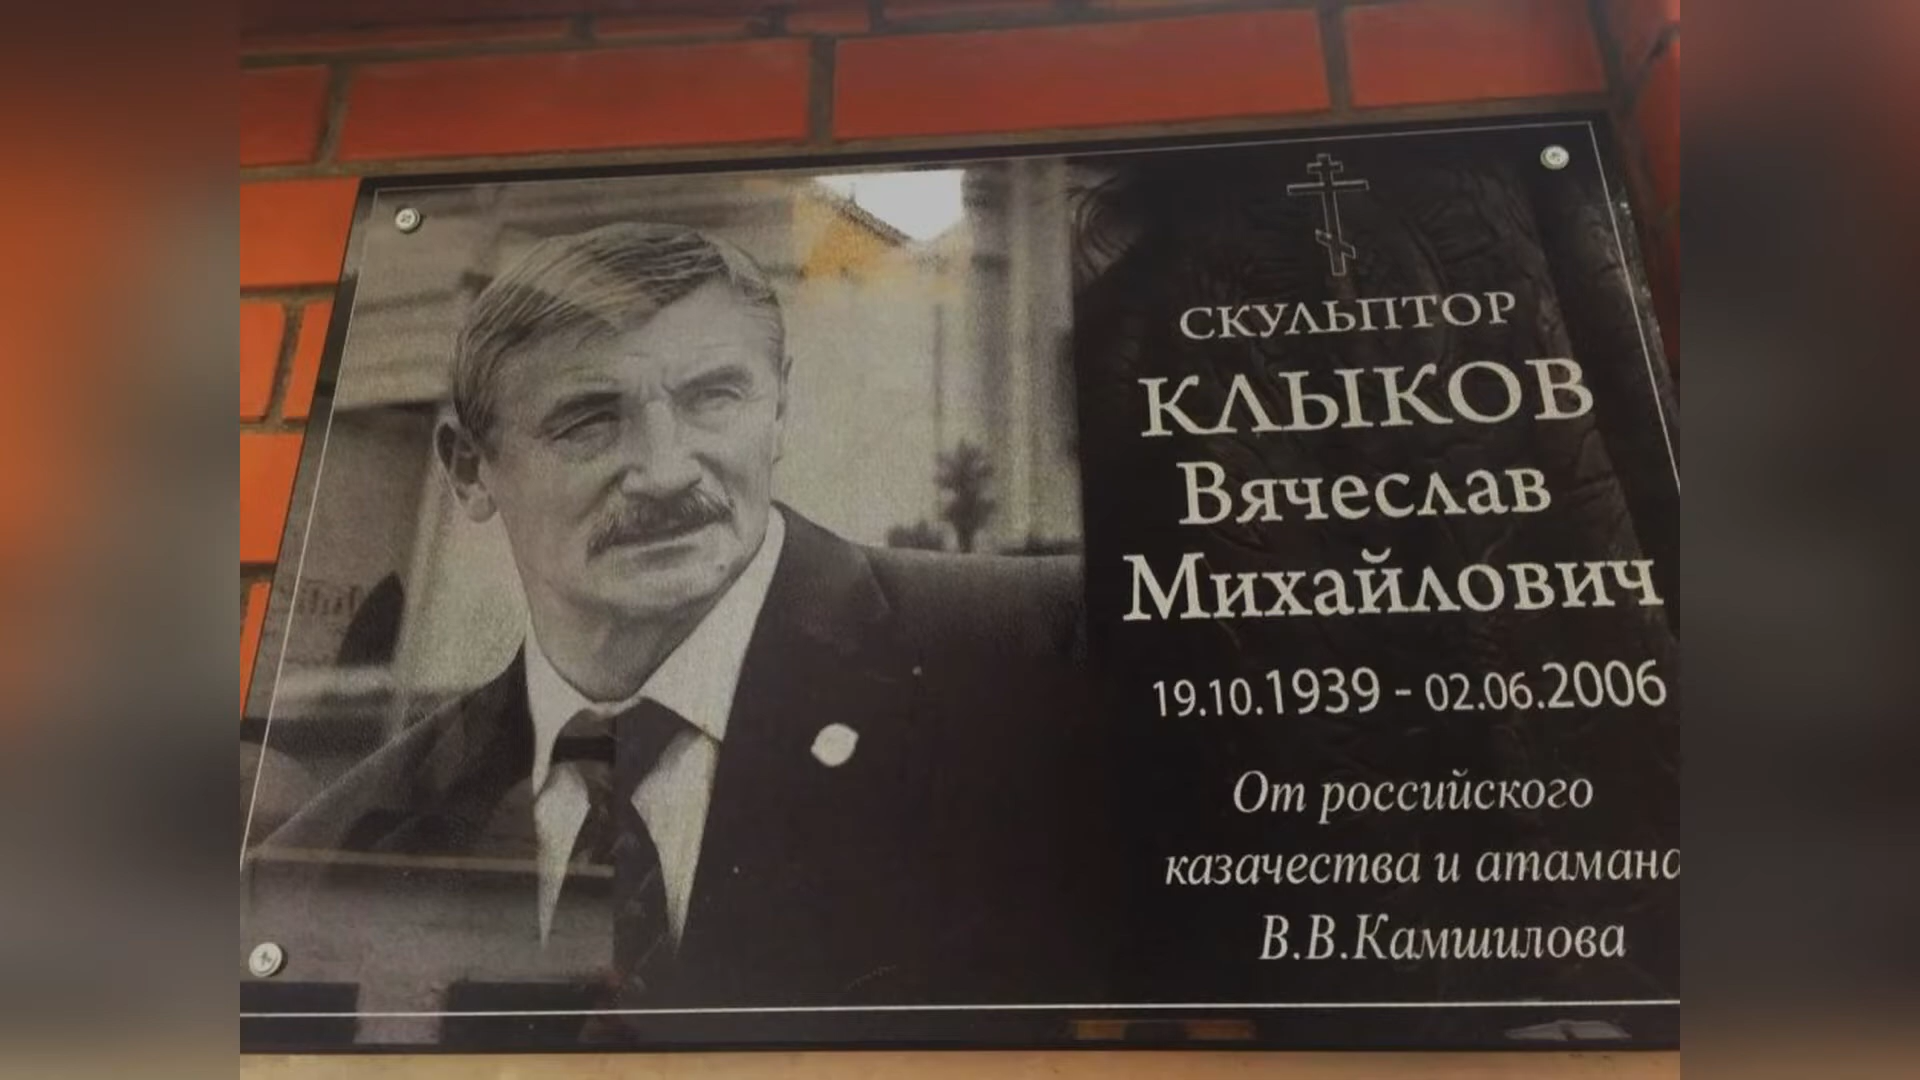 СКУЛЬПТОР
КЛЫКОВ
Вячеслав
Михайлович
19.10.1939 - 02.06.2006
От российского
казачества и атамана
В.В.Камшилова